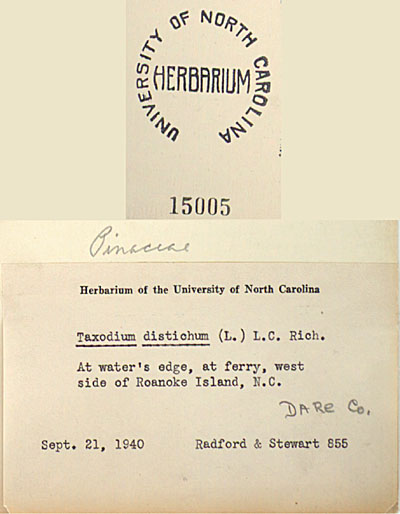 UNIVERSITY OF NORTH CAROLINA
HERBARIUM
15005
Pinaceae
Herbarium of the University of North Carolina
Taxodium distichum (L.) L.C. Rich.
At water's edge, at ferry, west
side of Roanoke Island, N.C.
DARe Co.
Sept. 21, 1940 Radford & Stewart 855